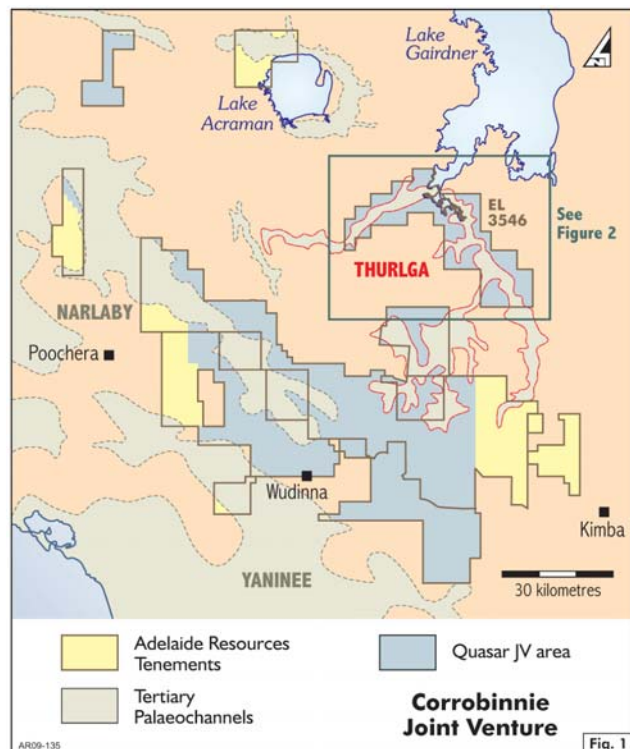 Lake
Gairdner
Lake
Acraman
EL
3546
See
Figure 2
THURLGA
NARLABY
Poochera
Wudinna
Kimba
YANINEE
30 kilometres
Adelaide Resources
Tenements
Quasar JV area
Tertiary
Palaeochannels
Corrobinnie
Joint Venture
AR09-135
Fig. 1
N